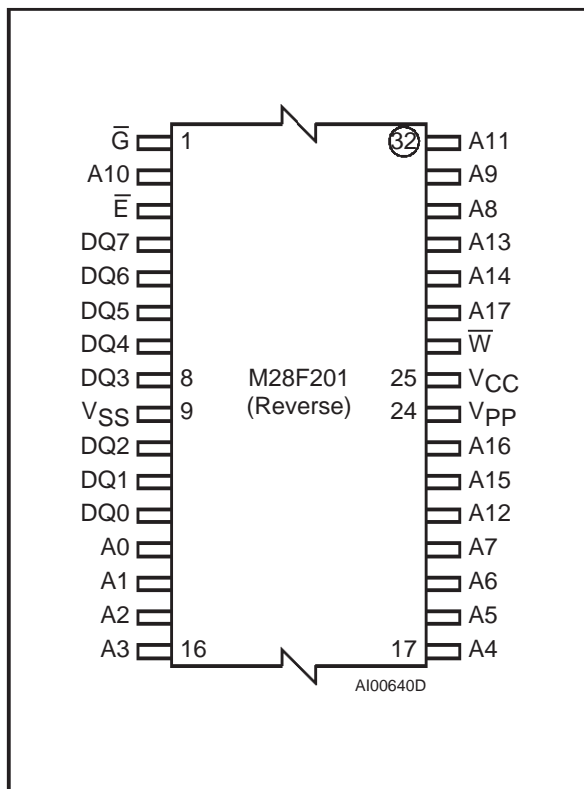 G̅ 1 32 A11
A10 A9
E̅ A8
DQ7 A13
DQ6 A14
DQ5 A17
DQ4 W̅
DQ3 8 M28F201 25 VCC
VSS 9 (Reverse) 24 VPP
DQ2 A16
DQ1 A15
DQ0 A12
A0 A7
A1 A6
A2 A5
A3 16 17 A4
AI00640D